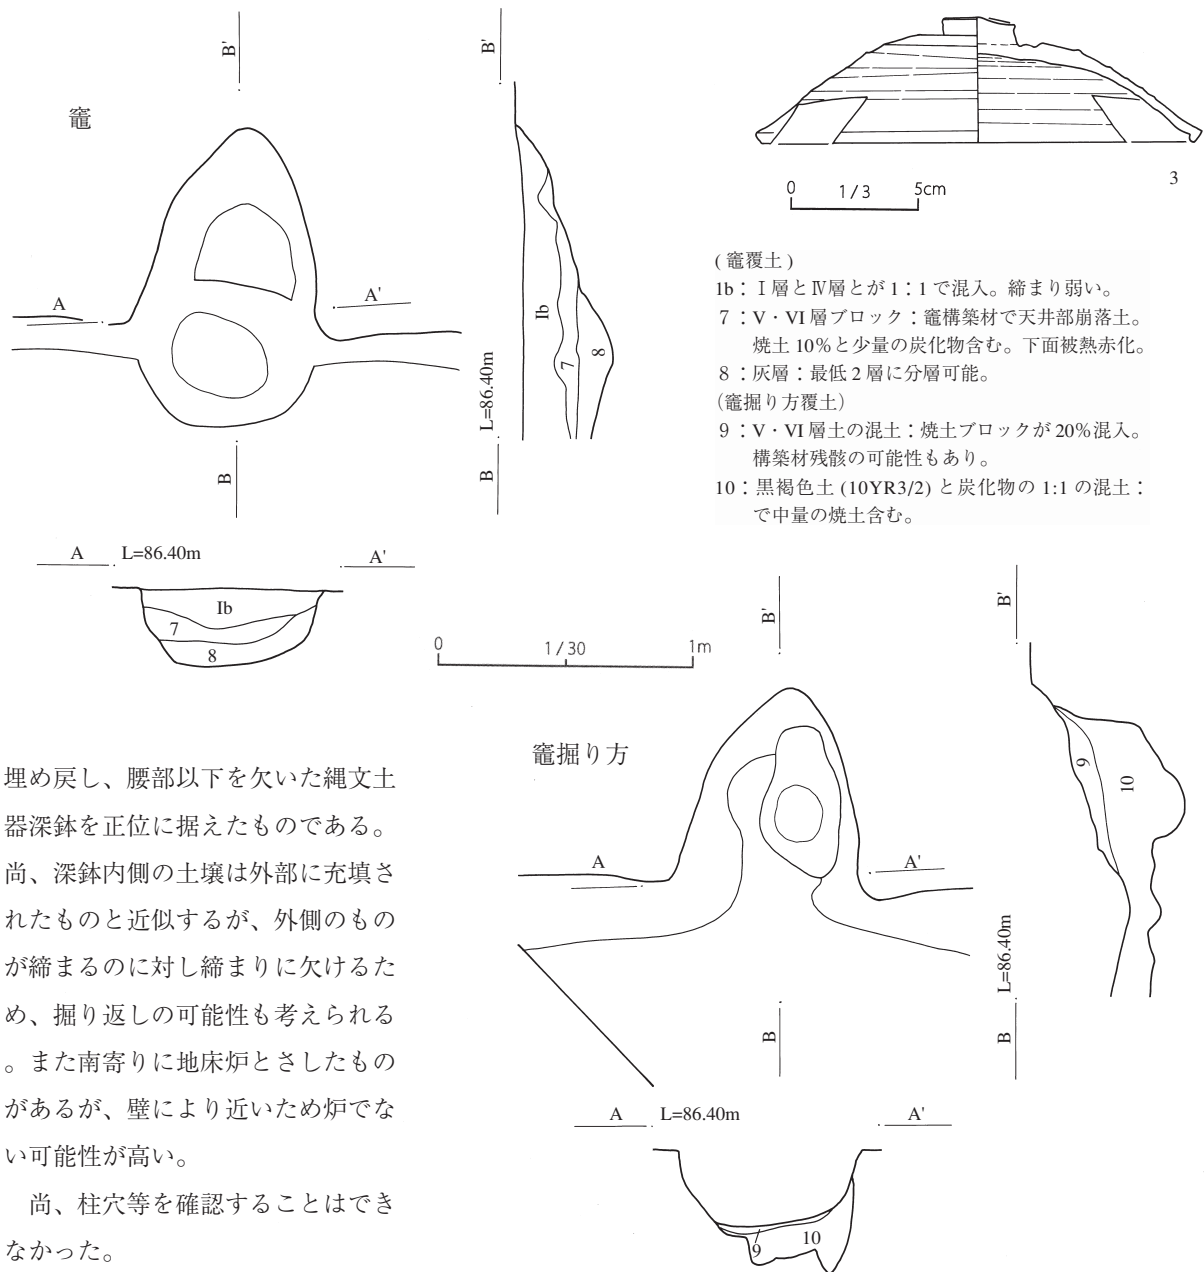 竈
B'
B'
A
A'
Ib
7
8
L=86.40m
B
B
3
0 1/3 5cm
(竈覆土)
1b：Ⅰ層とⅣ層とが1：1で混入。締まり弱い。
7：V・VI層ブロック：竈構築材で天井部崩落土。
焼土10%と少量の炭化物含む。下面被熱赤化。
8：灰層：最低2層に分層可能。
(竈掘り方覆土)
9：V・VI層土の混土：焼土ブロックが20%混入。
構築材残骸の可能性もあり。
10：黒褐色土(10YR3/2)と炭化物の1:1の混土：
で中量の焼土含む。
A L=86.40m A'
Ib
7
8
0 1/30 1m
竈掘り方
B'
B'
9
10
A
A'
L=86.40m
B
B
A L=86.40m A'
9
10
埋め戻し、腰部以下を欠いた縄文土
器深鉢を正位に据えたものである。
尚、深鉢内側の土壌は外部に充填さ
れたものと近似するが、外側のもの
が締まるのに対し締まりに欠けるた
め、掘り返しの可能性も考えられる
。また南寄りに地床炉とさしたもの
があるが、壁により近いため炉でな
い可能性が高い。
尚、柱穴等を確認することはでき
なかった。